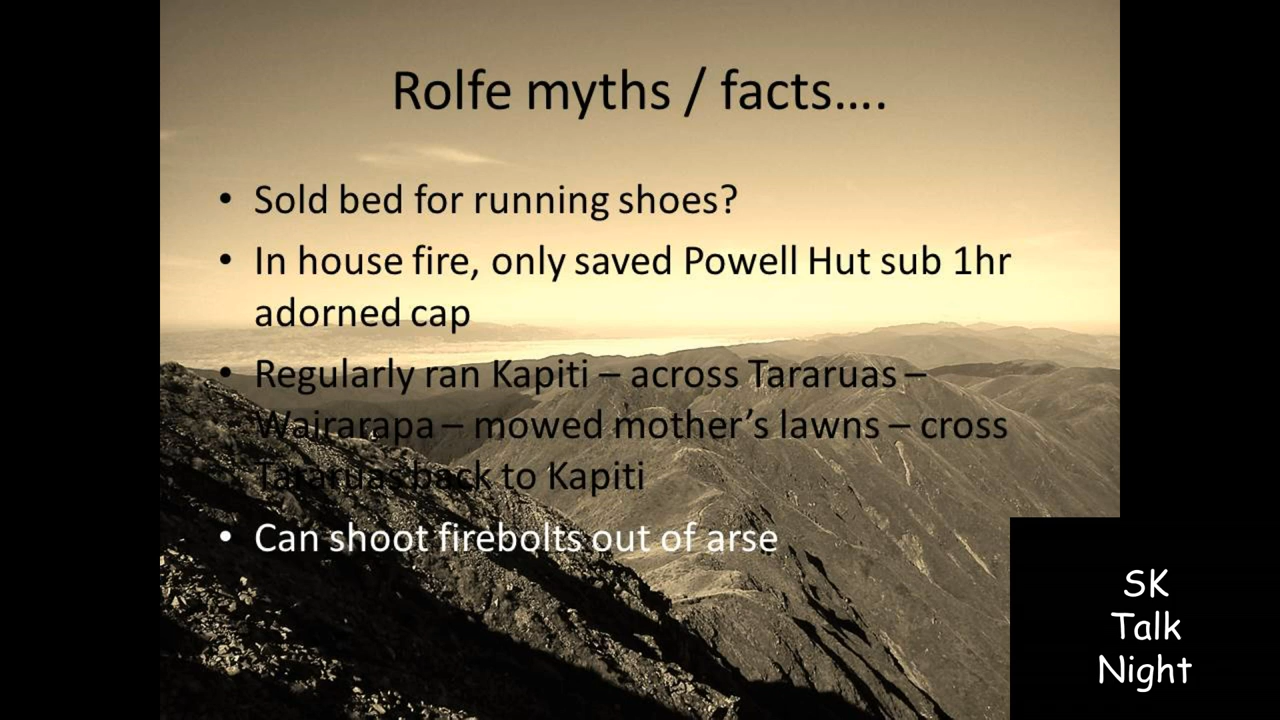 Rolfe myths / facts....
• Sold bed for running shoes?
• In house fire, only saved Powell Hut sub 1hr
adorned cap
• Regularly ran Kapiti – across Tararuas –
Wairarapa – mowed mother’s lawns – cross
Tararuas back to Kapiti
• Can shoot firebolts out of arse
SK
Talk
Night